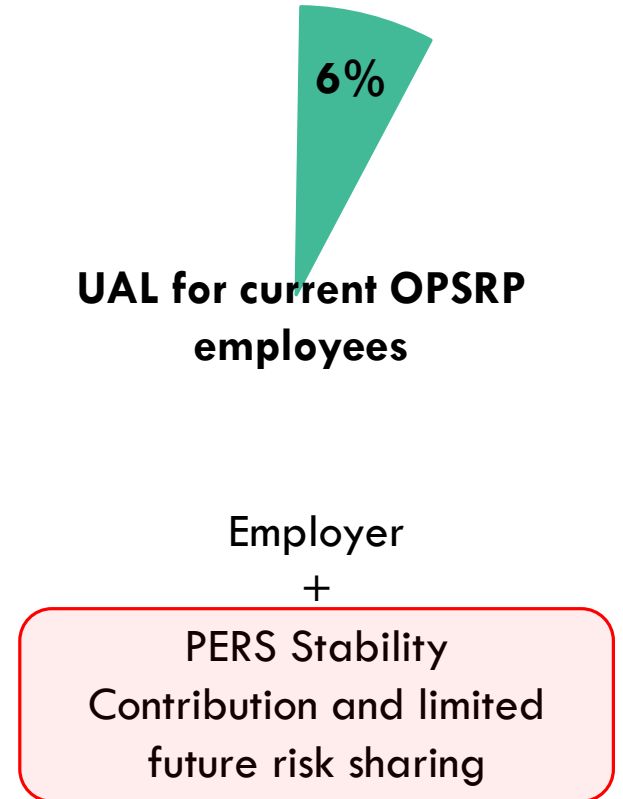 6%
UAL for current OPSRP
employees
Employer
+
PERS Stability
Contribution and limited
future risk sharing